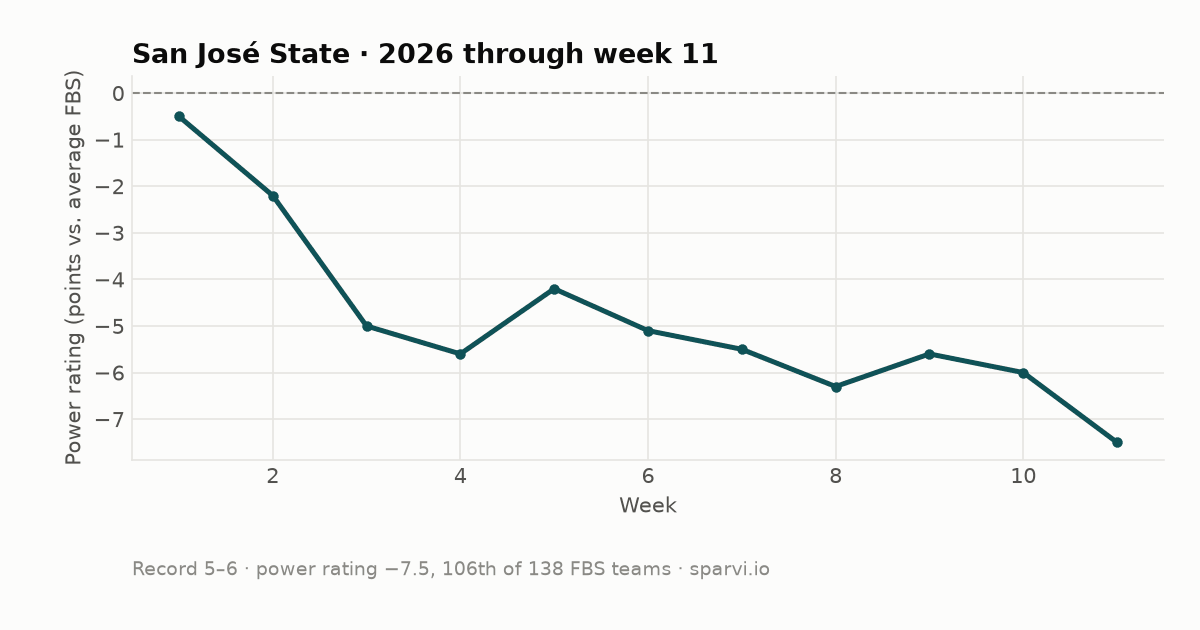 San José State · 2026 through week 11
Power rating (points vs. average FBS)
0
−1
−2
−3
−4
−5
−6
−7
2 4 6 8 10
Week
Record 5–6 · power rating −7.5, 106th of 138 FBS teams · sparvi.io